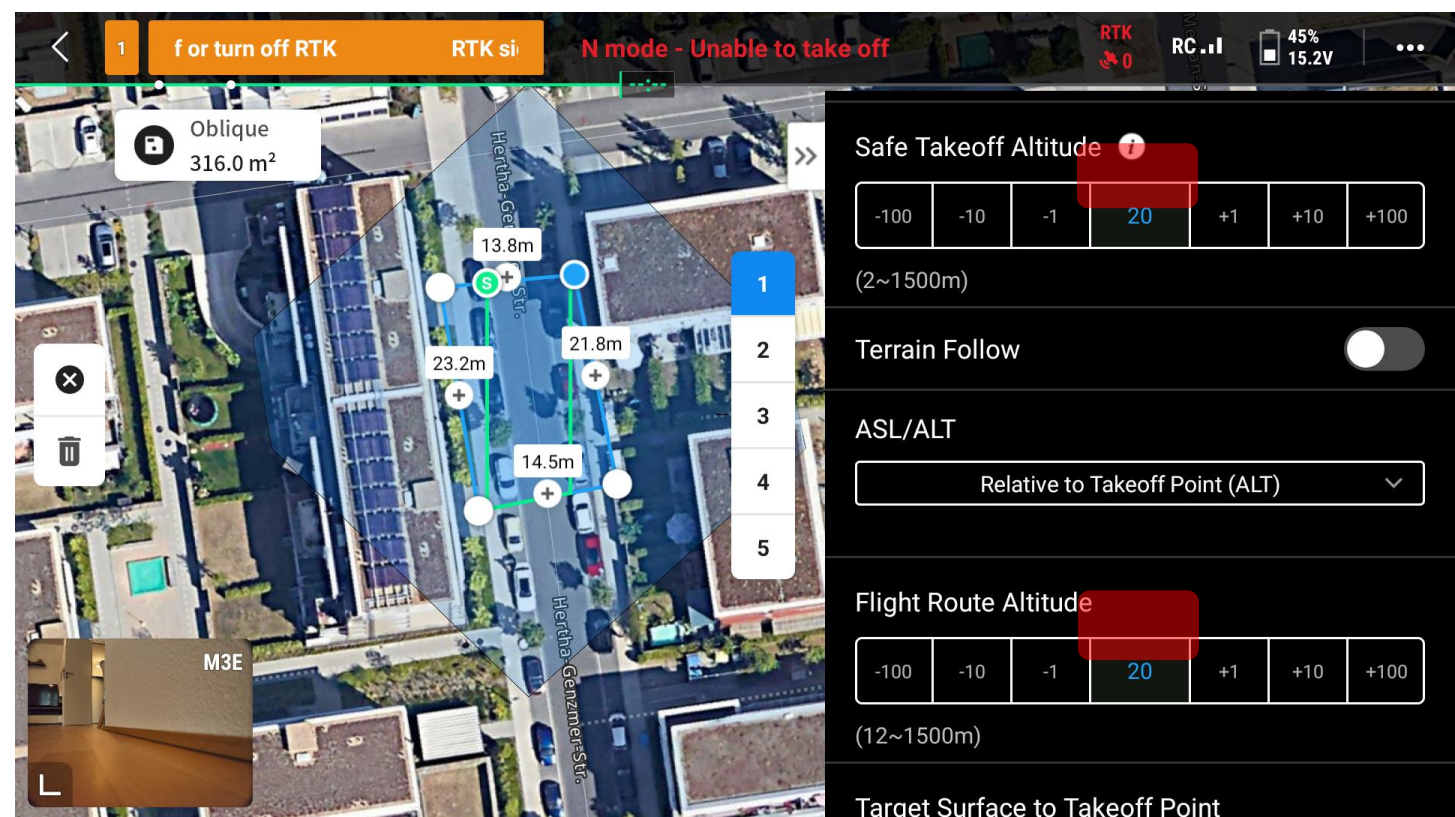 1
f or turn off RTK
RTK si
N mode - Unable to take off
RTK
0
RC
45%
15.2V
Oblique
316.0 m²
Hertha-Ge
Str.
13.8m
23.2m
21.8m
14.5m
S
Hertha-Genzmer-Str.
1
2
3
4
5
M3E
Safe Takeoff Altitude i
-100 -10 -1 20 +1 +10 +100
(2~1500m)
Terrain Follow
ASL/ALT
Relative to Takeoff Point (ALT)
Flight Route Altitude
-100 -10 -1 20 +1 +10 +100
(12~1500m)
Target Surface to Takeoff Point